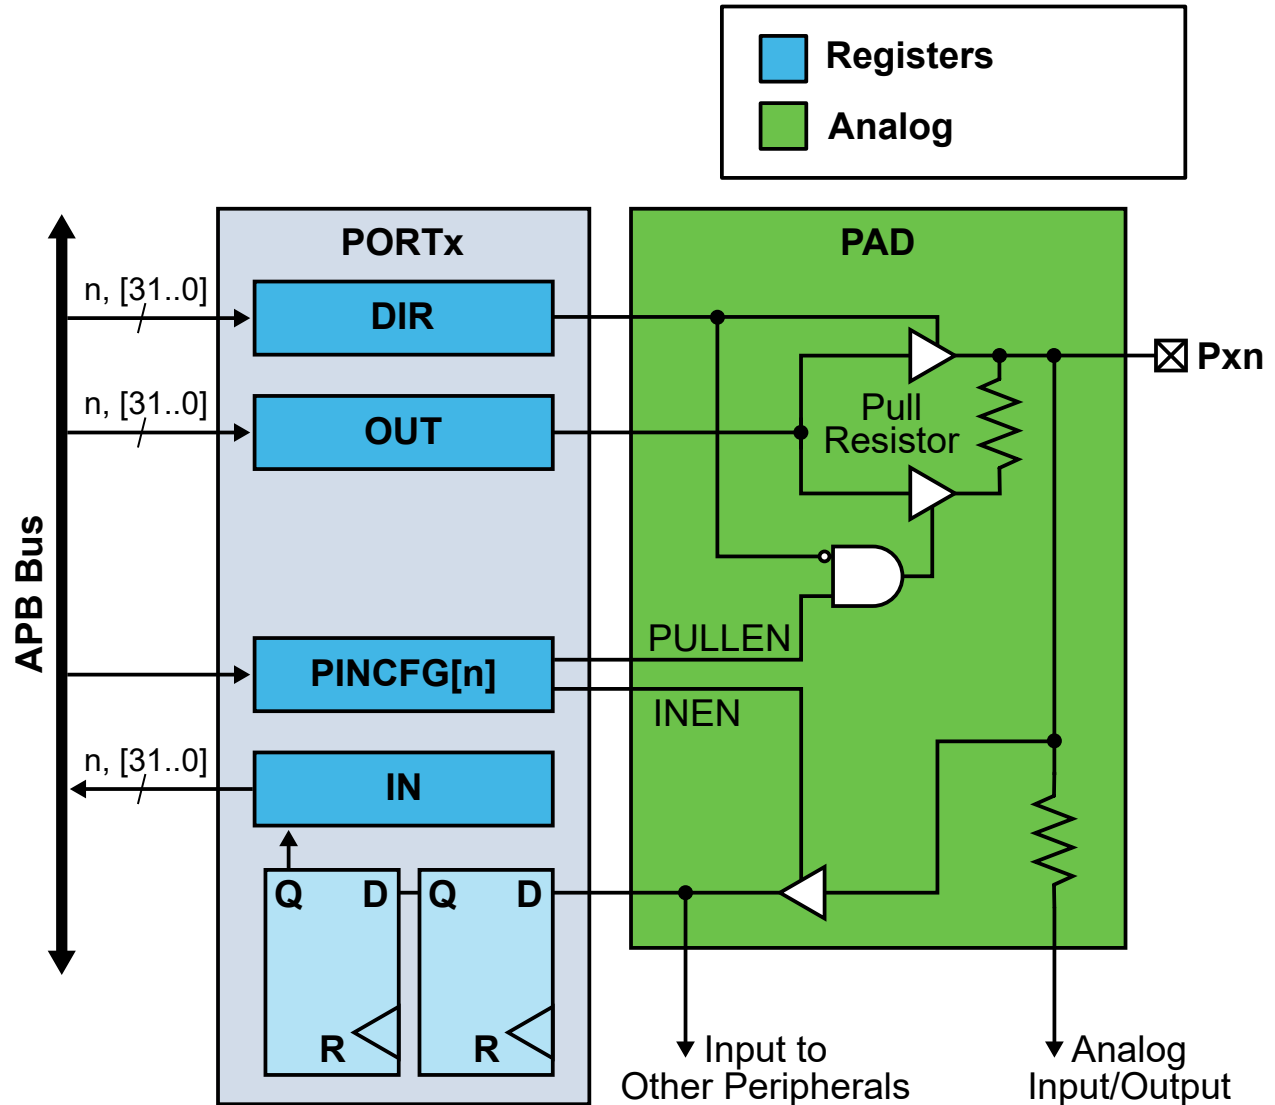 Registers
Analog
PORTx
PAD
n, [31..0]
DIR
Pxn
n, [31..0]
OUT
Pull
Resistor
APB Bus
PULLEN
PINCFG[n]
INEN
n, [31..0]
IN
Q D Q D
R R
Input to
Other Peripherals
Analog
Input/Output